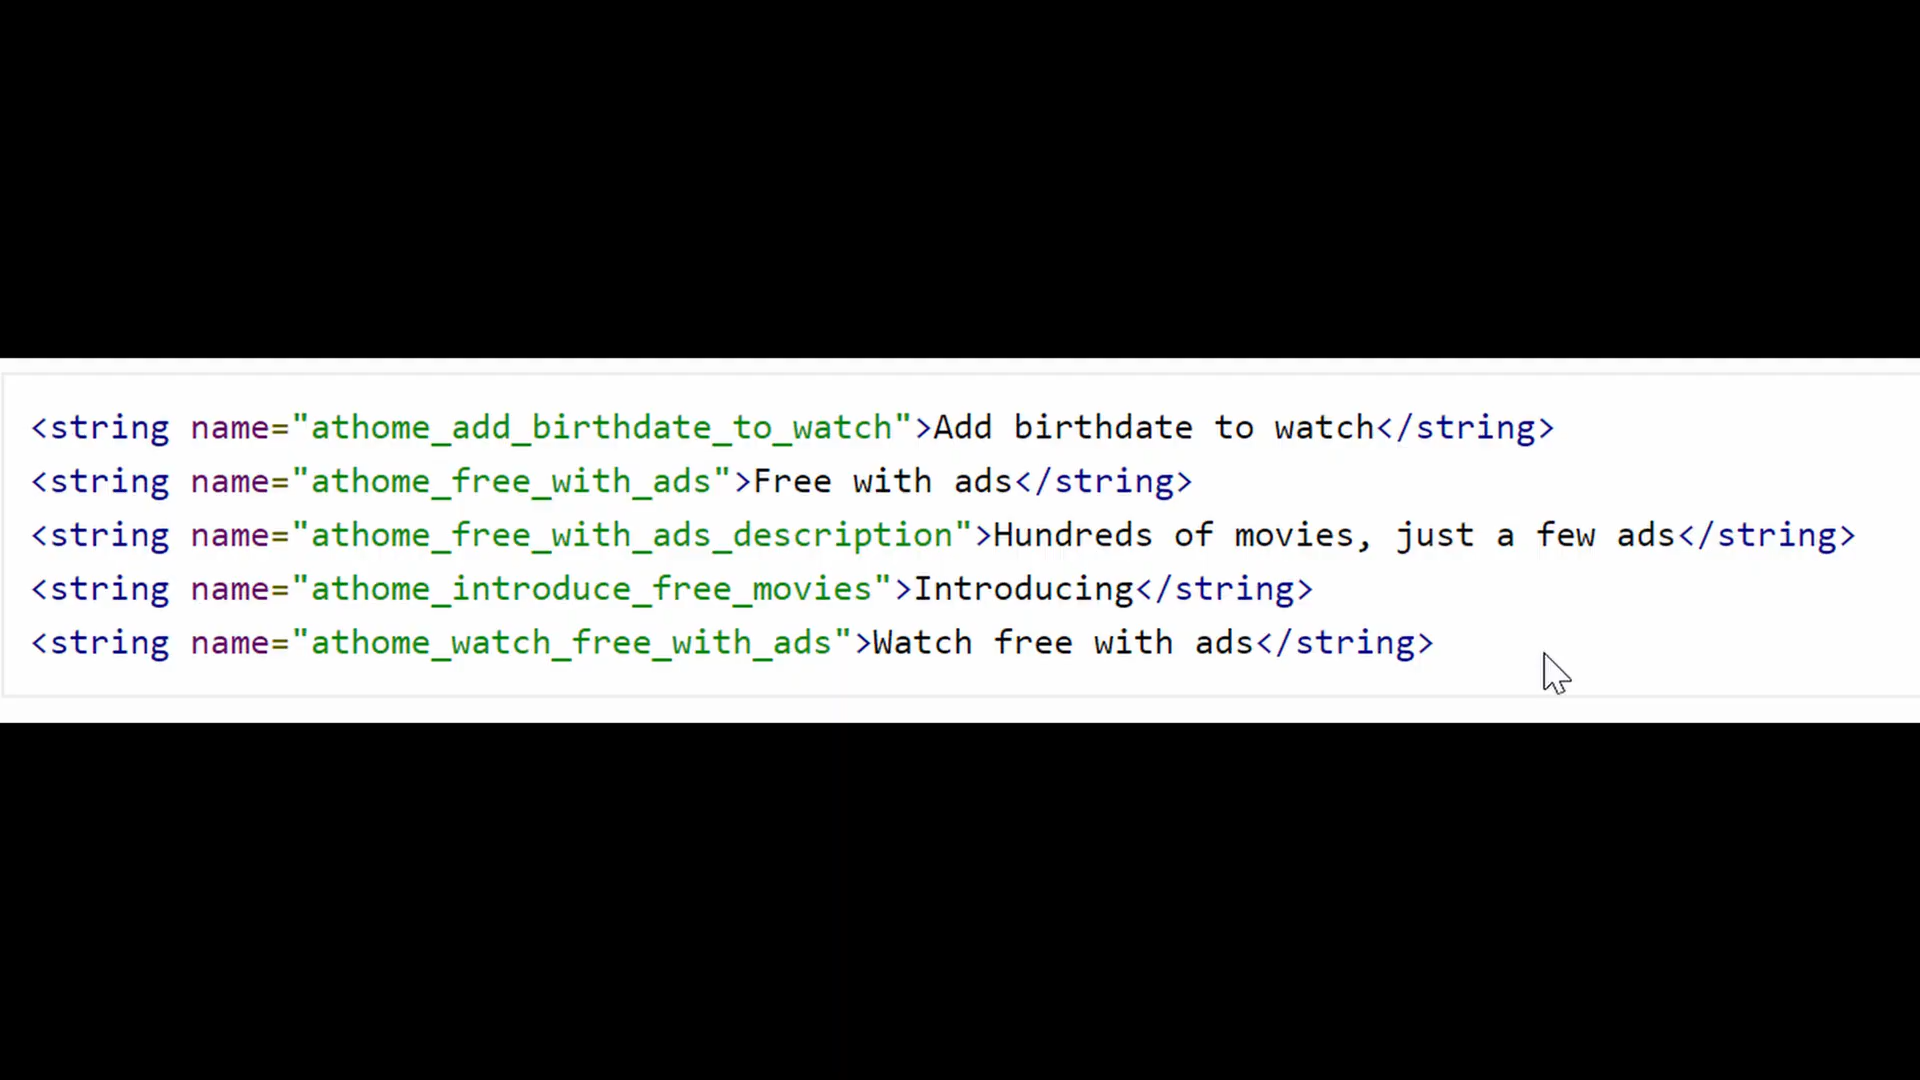 <string name="athome_add_birthdate_to_watch">Add birthdate to watch</string>
<string name="athome_free_with_ads">Free with ads</string>
<string name="athome_free_with_ads_description">Hundreds of movies, just a few ads</string>
<string name="athome_introduce_free_movies">Introducing</string>
<string name="athome_watch_free_with_ads">Watch free with ads</string>